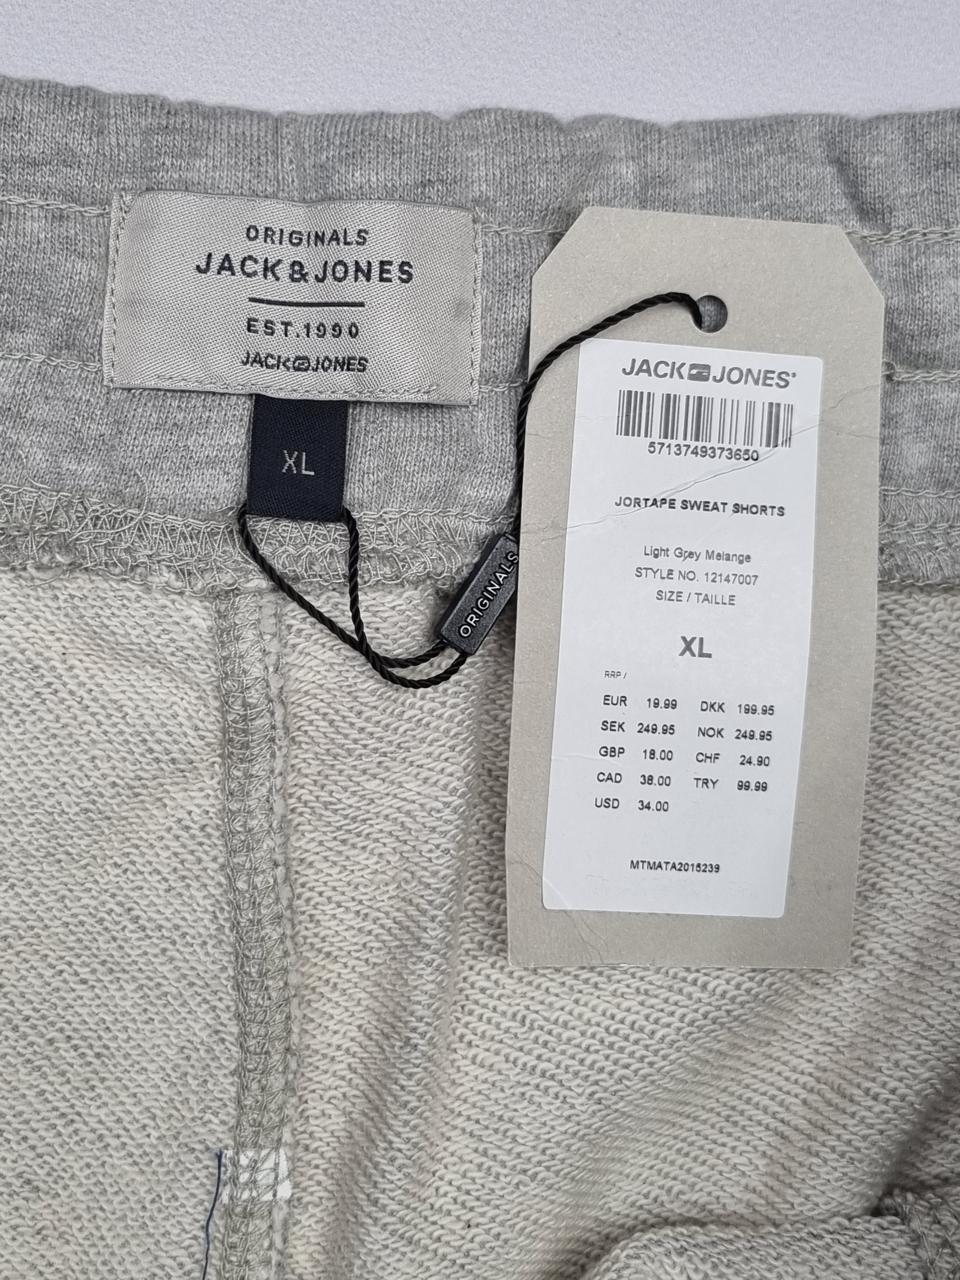 ORIGINALS
JACK&JONES
EST.1990
JACK JONES
XL
ORIGINALS
JACK JONES
5713749373650
JORTAPE SWEAT SHORTS
Light Grey Melange
STYLE NO. 12147007
SIZE / TAILLE
XL
RRP /
EUR 19.99 DKK 199.95
SEK 249.95 NOK 249.95
GBP 18.00 CHF 24.90
CAD 38.00 TRY 99.99
USD 34.00
MTMATA2015239